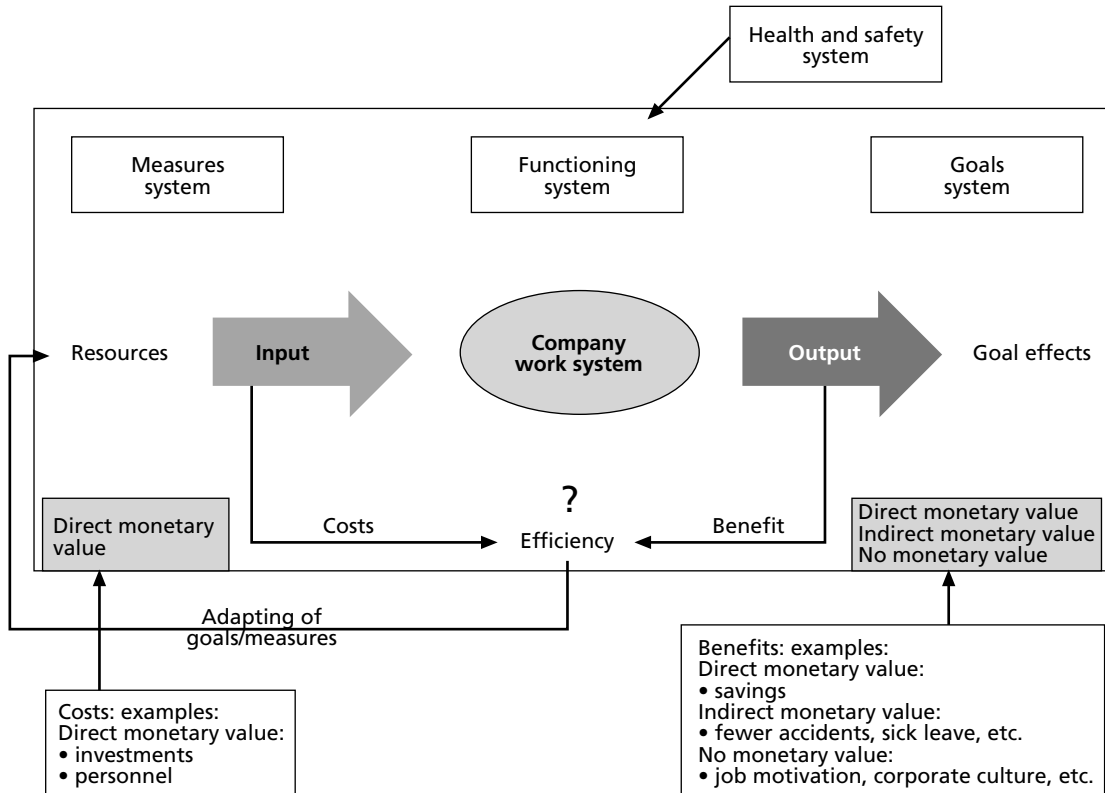 Health and safety
system
Measures
system
Functioning
system
Goals
system
Resources
Input
Company
work system
Output
Goal effects
Direct monetary
value
Costs
?
Efficiency
Benefit
Direct monetary value
Indirect monetary value
No monetary value
Adapting of
goals/measures
Costs: examples:
Direct monetary value:
• investments
• personnel
Benefits: examples:
Direct monetary value:
• savings
Indirect monetary value:
• fewer accidents, sick leave, etc.
No monetary value:
• job motivation, corporate culture, etc.